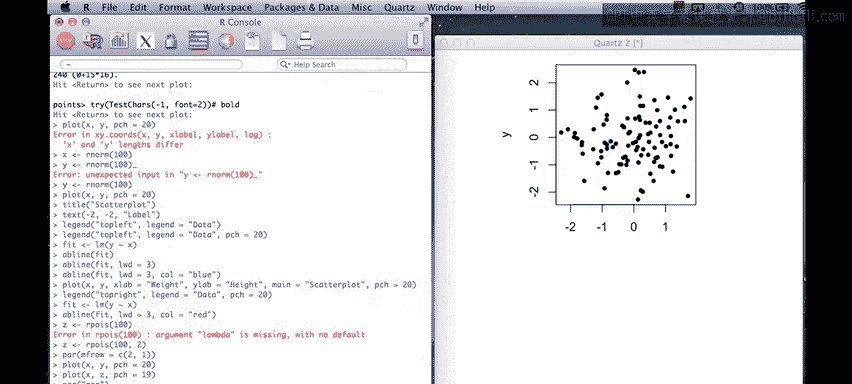 R File Edit Format Workspace Packages & Data Misc Quartz Window Help
R Console
STOP
Help Search
240 (0+15*16).
Hit <Return> to see next plot:
points> try(TestChars(-1, font=2))# bold
Hit <Return> to see next plot:
> plot(x, y, pch = 20)
Error in xy.coords(x, y, xlabel, ylabel, log) :
'x' and 'y' lengths differ
> x <- rnorm(100)
> y <- rnorm(100)_
Error: unexpected input in "y <- rnorm(100)_"
> y <- rnorm(100)
> plot(x, y, pch = 20)
> title("Scatterplot")
> text(-2, -2, "Label")
> legend("topleft", legend = "Data")
> legend("topleft", legend = "Data", pch = 20)
> fit <- lm(y ~ x)
> abline(fit)
> abline(fit, lwd = 3)
> abline(fit, lwd = 3, col = "blue")
> plot(x, y, xlab = "Weight", ylab = "Height", main = "Scatterplot", pch = 20)
> legend("topright", legend = "Data", pch = 20)
> fit <- lm(y ~ x)
> abline(fit, lwd = 3, col = "red")
> z <- rpois(100)
Error in rpois(100) : argument "lambda" is missing, with no default
> z <- rpois(100, 2)
> par(mfrow = c(2, 1))
> plot(x, y, pch = 20)
> plot(x, z, pch = 19)
Quartz 2 [*]
2
1
0
-1
-2
y
-2 -1 0 1